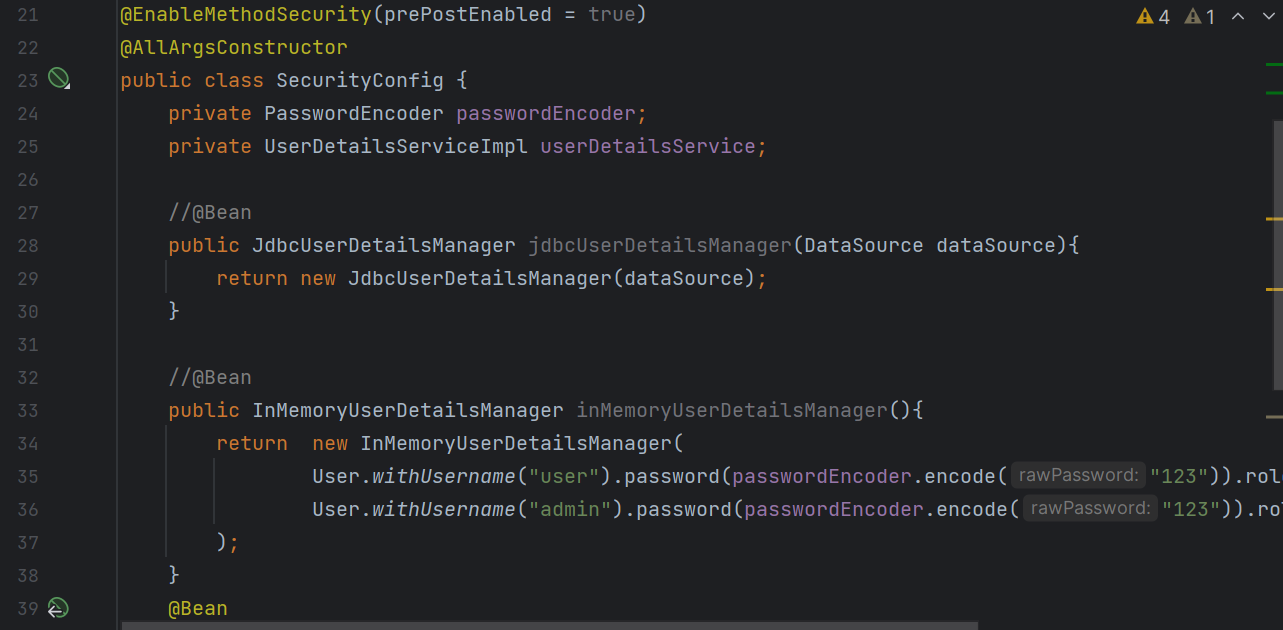 21 @EnableMethodSecurity(prePostEnabled = true) 4 1
22 @AllArgsConstructor
23 public class SecurityConfig {
24     private PasswordEncoder passwordEncoder;
25     private UserDetailsServiceImpl userDetailsService;
26
27     //@Bean
28     public JdbcUserDetailsManager jdbcUserDetailsManager(DataSource dataSource){
29         return new JdbcUserDetailsManager(dataSource);
30     }
31
32     //@Bean
33     public InMemoryUserDetailsManager inMemoryUserDetailsManager(){
34         return  new InMemoryUserDetailsManager(
35                 User.withUsername("user").password(passwordEncoder.encode( rawPassword: "123")).rol
36                 User.withUsername("admin").password(passwordEncoder.encode( rawPassword: "123")).ro
37         );
38     }
39     @Bean